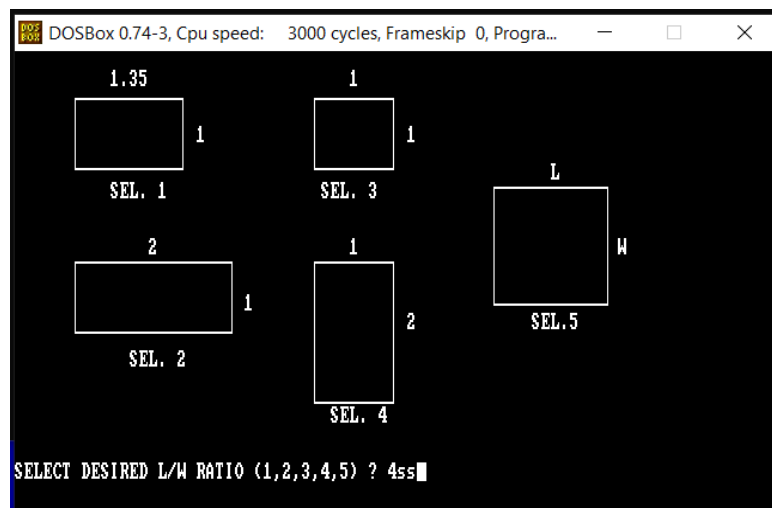 DOS
BOX
DOSBox 0.74-3, Cpu speed: 3000 cycles, Frameskip 0, Progra...
1.35
1
SEL. 1
1
1
SEL. 3
L
W
SEL.5
2
1
SEL. 2
1
2
SEL. 4
SELECT DESIRED L/W RATIO (1,2,3,4,5) ? 4ss